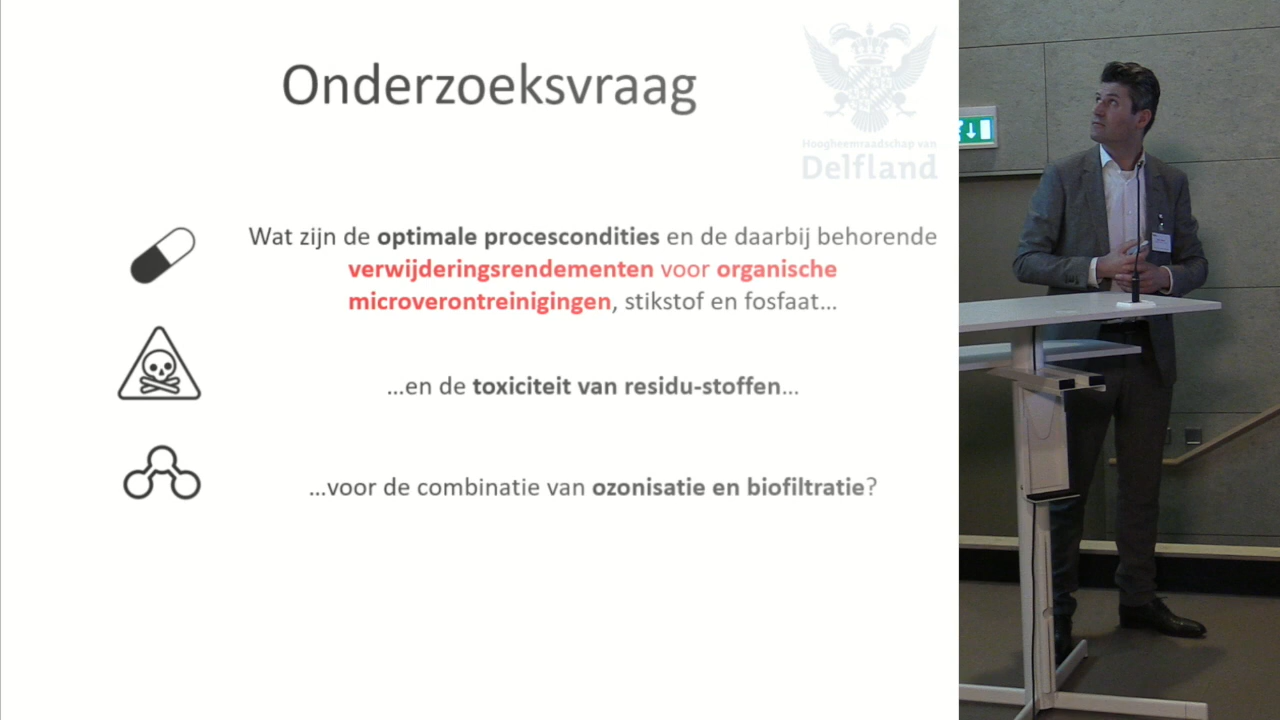 Onderzoeksvraag
Hoogheemraadschap van
Delfland
Wat zijn de optimale procescondities en de daarbij behorende
verwijderingsrendementen voor organische
microverontreinigingen, stikstof en fosfaat...
...en de toxiciteit van residu-stoffen...
...voor de combinatie van ozonisatie en biofiltratie?